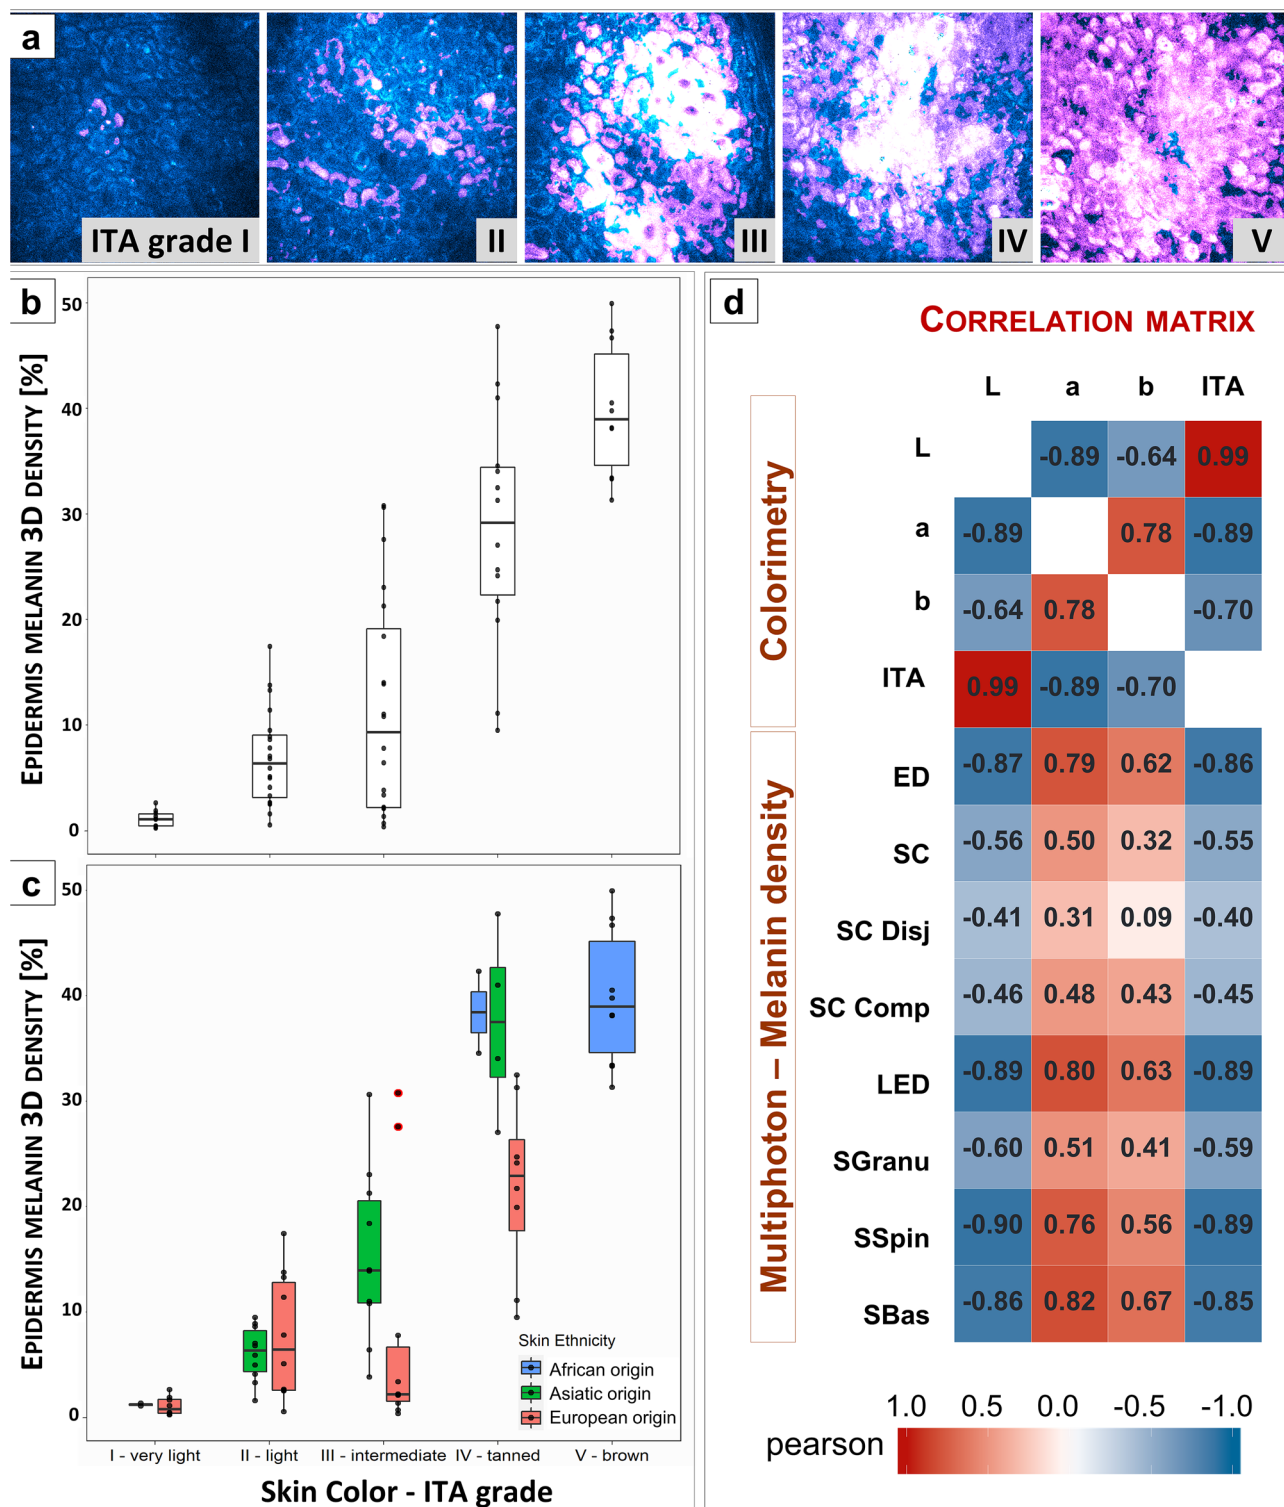 a
ITA grade I
II
III
IV
V
b
EPIDERMIS MELANIN 3D DENSITY [%]
50
40
30
20
10
0
c
EPIDERMIS MELANIN 3D DENSITY [%]
50
40
30
20
10
0
Skin Ethnicity
African origin
Asiatic origin
European origin
I - very light
II - light
III - intermediate
IV - tanned
V - brown
Skin Color - ITA grade
d
CORRELATION MATRIX
L a b ITA
Colorimetry
L -0.89 -0.64 0.99
a -0.89 0.78 -0.89
b -0.64 0.78 -0.70
ITA 0.99 -0.89 -0.70
Multiphoton – Melanin density
ED -0.87 0.79 0.62 -0.86
SC -0.56 0.50 0.32 -0.55
SC Disj -0.41 0.31 0.09 -0.40
SC Comp -0.46 0.48 0.43 -0.45
LED -0.89 0.80 0.63 -0.89
SGranu -0.60 0.51 0.41 -0.59
SSpin -0.90 0.76 0.56 -0.89
SBas -0.86 0.82 0.67 -0.85
1.0 0.5 0.0 -0.5 -1.0
pearson